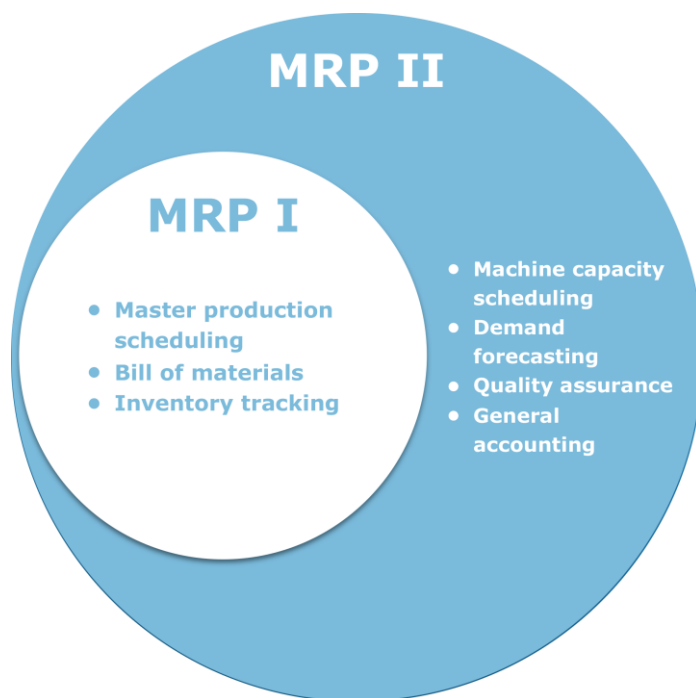 MRP II
MRP I
• Master production
scheduling
• Bill of materials
• Inventory tracking
• Machine capacity
scheduling
• Demand
forecasting
• Quality assurance
• General
accounting